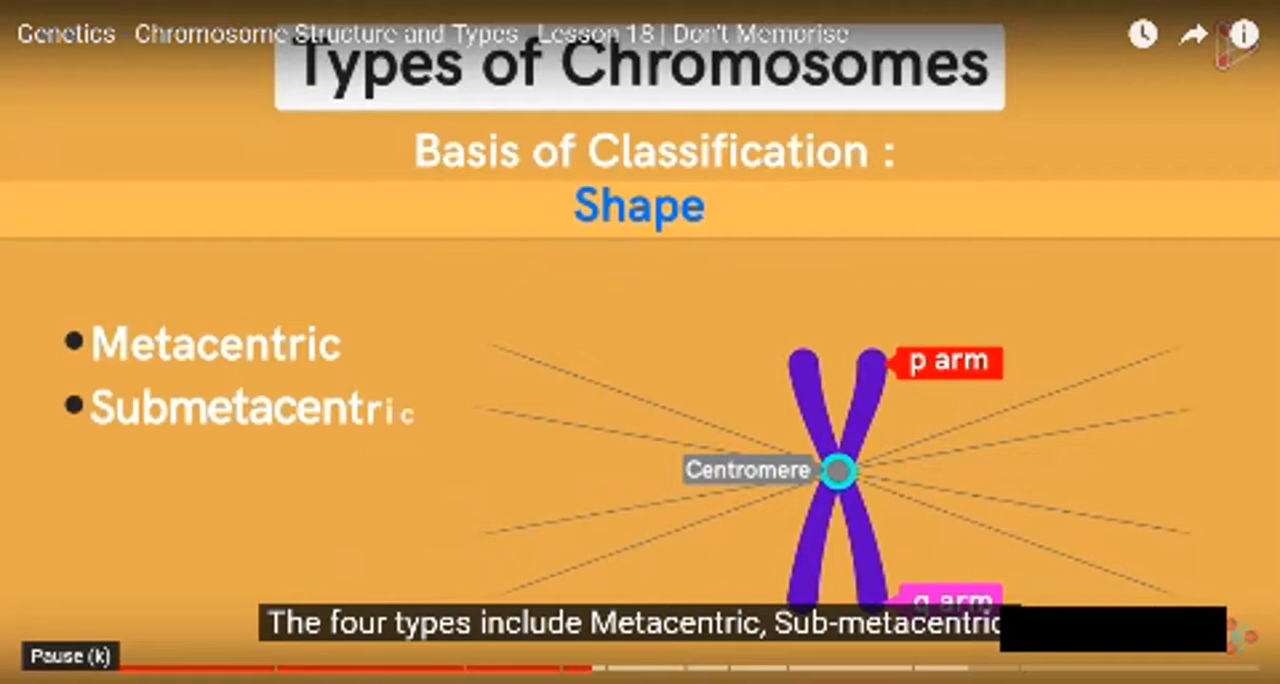 Genetics - Chromosome Structure and Types - Lesson 18 | Don't Memorise
Types of Chromosomes
Basis of Classification :
Shape
Metacentric
Submetacentric
p arm
Centromere
q arm
The four types include Metacentric, Sub-metacentric
Pause (k)